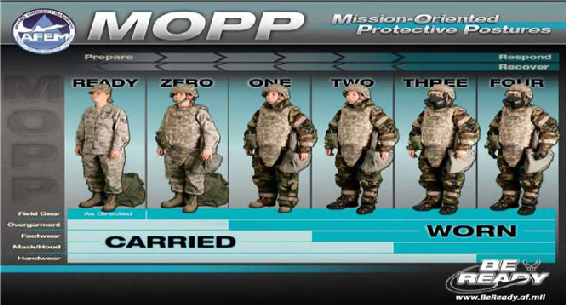 AFEM
MOPP
Mission-Oriented
Protective Postures
Prepare
Respond
Recover
MOPP
READY ZERO ONE TWO THREE FOUR
Field Gear As Directed
Overgarment
Footwear
Mask/Hood
Handwear
CARRIED
WORN
BE
READY
www.BeReady.af.mil